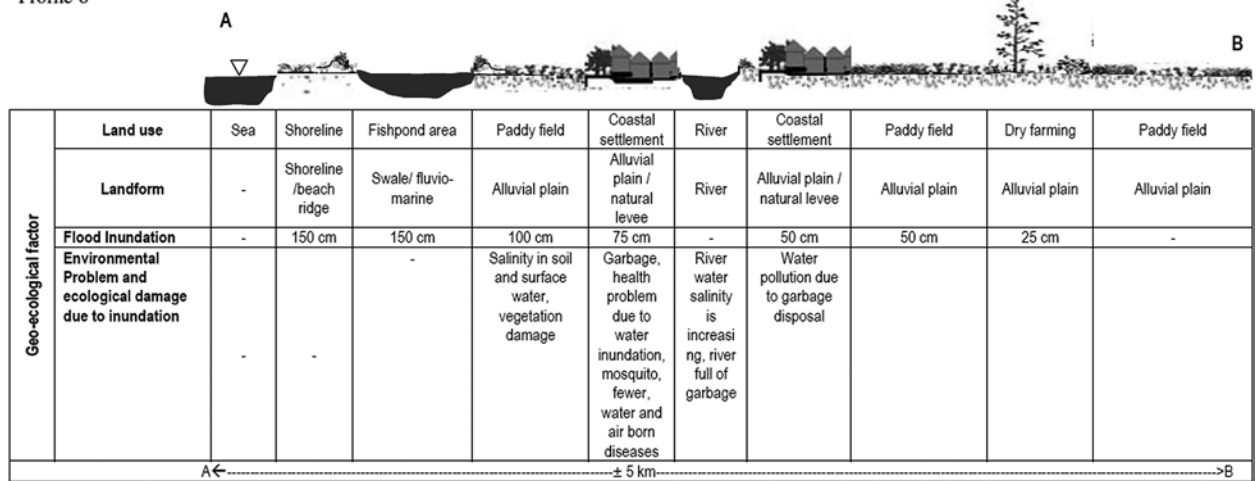 Profile 6
A
B
Geo-ecological factor
Land use
Sea
Shoreline
Fishpond area
Paddy field
Coastal
settlement
River
Coastal
settlement
Paddy field
Dry farming
Paddy field
Landform
-
Shoreline
/beach
ridge
Swale/ fluvio-
marine
Alluvial plain
Alluvial
plain /
natural
levee
River
Alluvial plain /
natural levee
Alluvial plain
Alluvial plain
Alluvial plain
Flood Inundation
-
150 cm
150 cm
100 cm
75 cm
-
50 cm
50 cm
25 cm
-
Environmental
Problem and
ecological damage
due to inundation
-
-
-
Salinity in soil
and surface
water,
vegetation
damage
Garbage,
health
problem
due to
water
inundation,
mosquito,
fewer,
water and
air born
diseases
River
water
salinity
is
increasi
ng, river
full of
garbage
Water
pollution due
to garbage
disposal
A←--------------------± 5 km--------------------->B